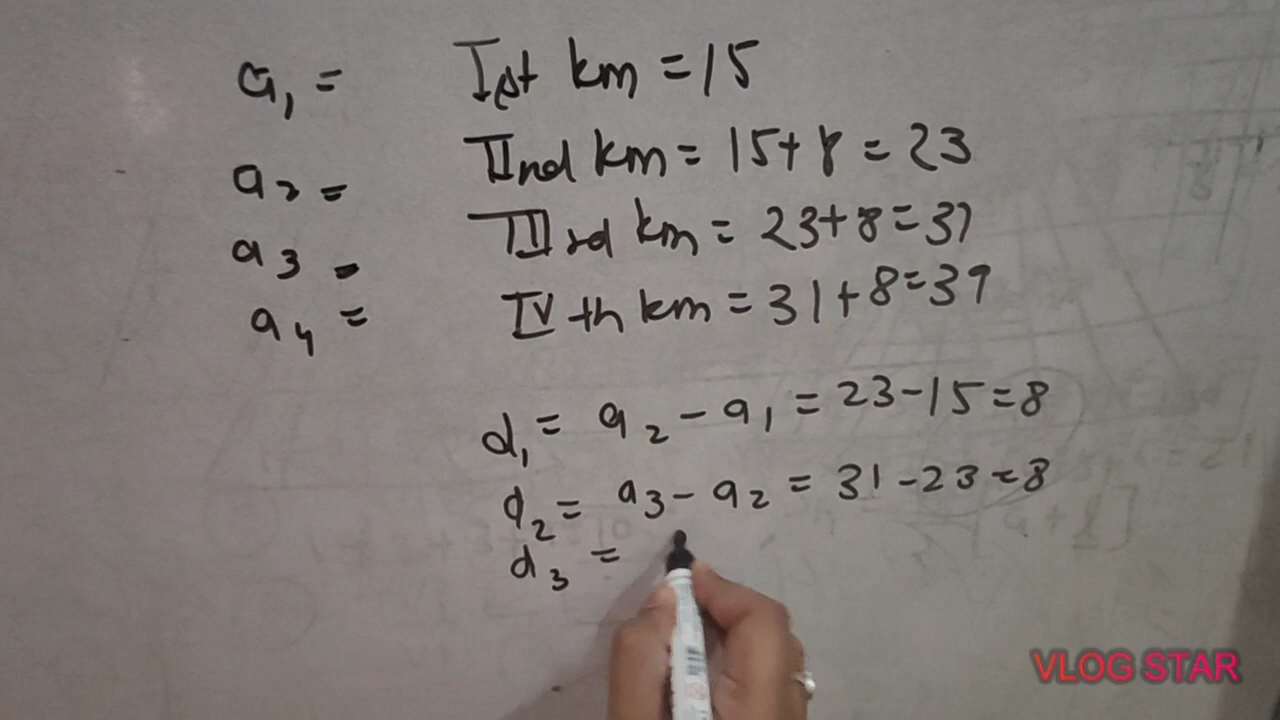 a1 = Ist km = 15
a2 = IInd km = 15+8 = 23
a3 = IIIrd km = 23+8=31
a4 = IVth km = 31+8=39
d1 = a2 - a1 = 23-15=8
d2 = a3 - a2 = 31-23=8
d3 =
VLOG STAR